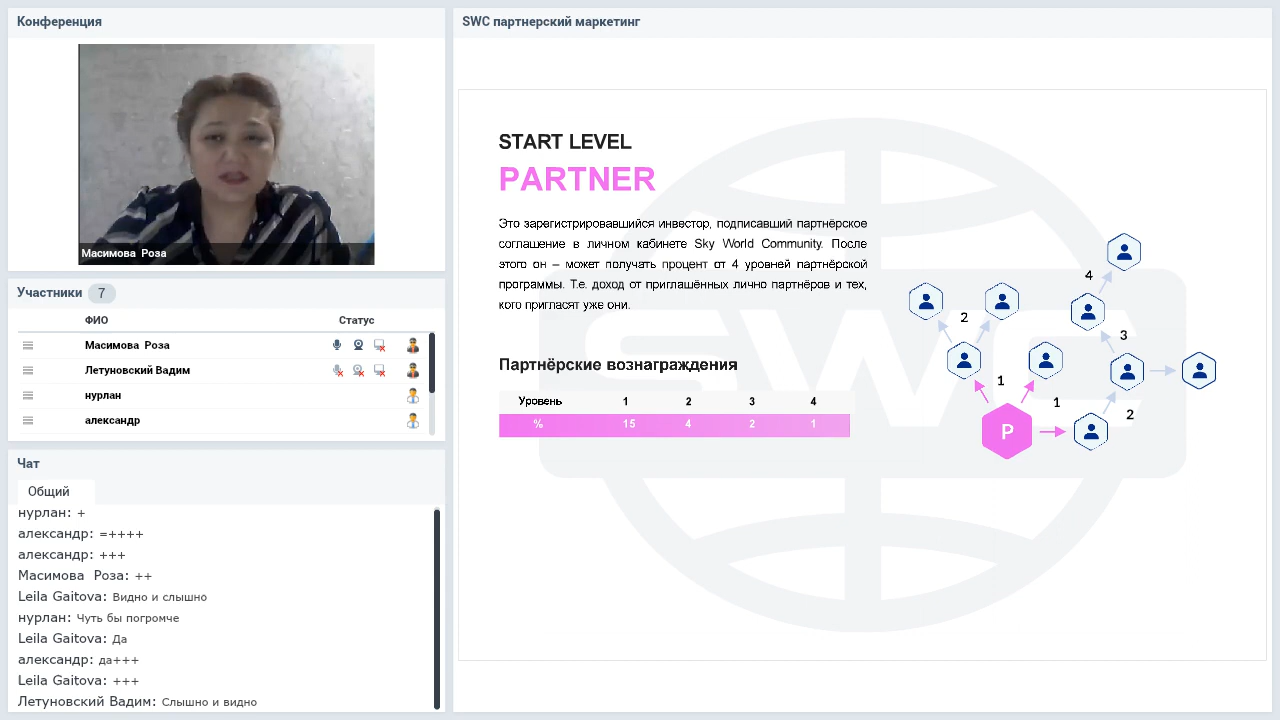 Конференция
Масимова Роза
Участники 7
ФИО Статус
Масимова Роза
Летуновский Вадим
нурлан
александр
Чат
Общий
нурлан: +
александр: =++++
александр: +++
Масимова Роза: ++
Leila Gaitova: Видно и слышно
нурлан: Чуть бы погромче
Leila Gaitova: Да
александр: да+++
Leila Gaitova: +++
Летуновский Вадим: Слышно и видно
SWC партнерский маркетинг
START LEVEL
PARTNER
Это зарегистрировавшийся инвестор, подписавший партнёрское
соглашение в личном кабинете Sky World Community. После
этого он – может получать процент от 4 уровней партнёрской
программы. Т.е. доход от приглашённых лично партнёров и тех,
кого пригласят уже они.
Партнёрские вознаграждения
Уровень 1 2 3 4
% 15 4 2 1
SWC
4
2
3
1
1
2
P